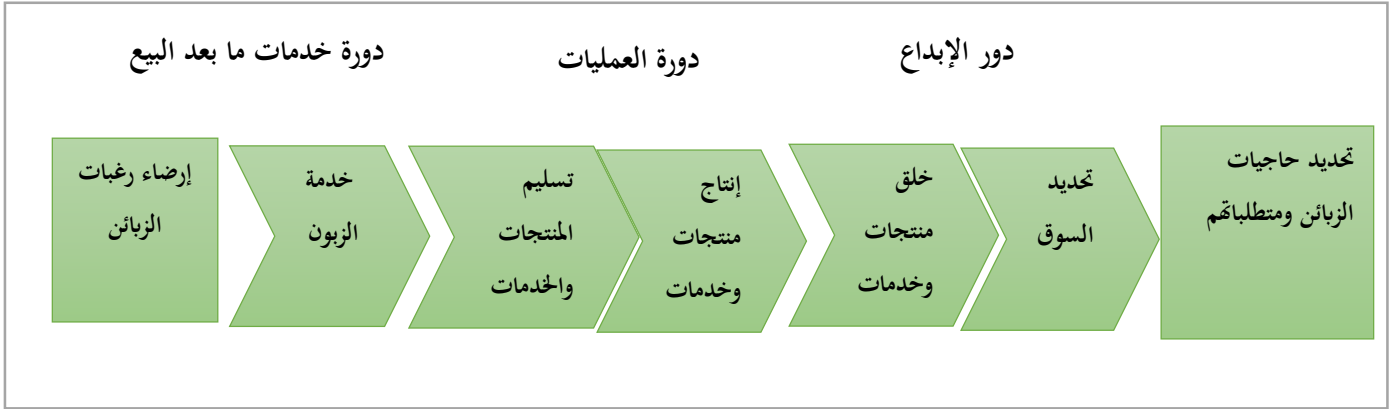 دور الإبداع
دورة العمليات
دورة خدمات ما بعد البيع
تحديد حاجيات
الزبائن ومتطلباتهم
تحديد
السوق
خلق
منتجات
وخدمات
إنتاج
منتجات
وخدمات
تسليم
المنتجات
والخدمات
خدمة
الزبون
إرضاء رغبات
الزبائن